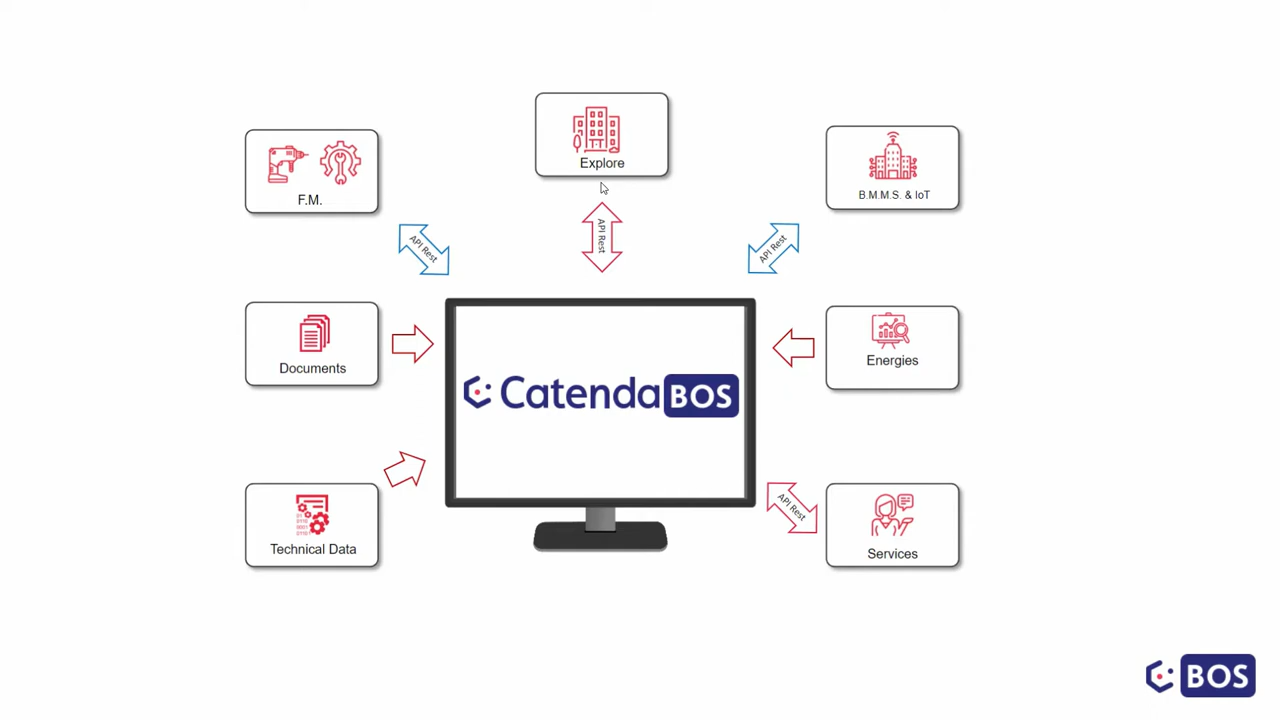 Explore
F.M.
B.M.M.S. & IoT
API Rest
API Rest
API Rest
Documents
Energies
Catenda BOS
Technical Data
API Rest
Services
BOS